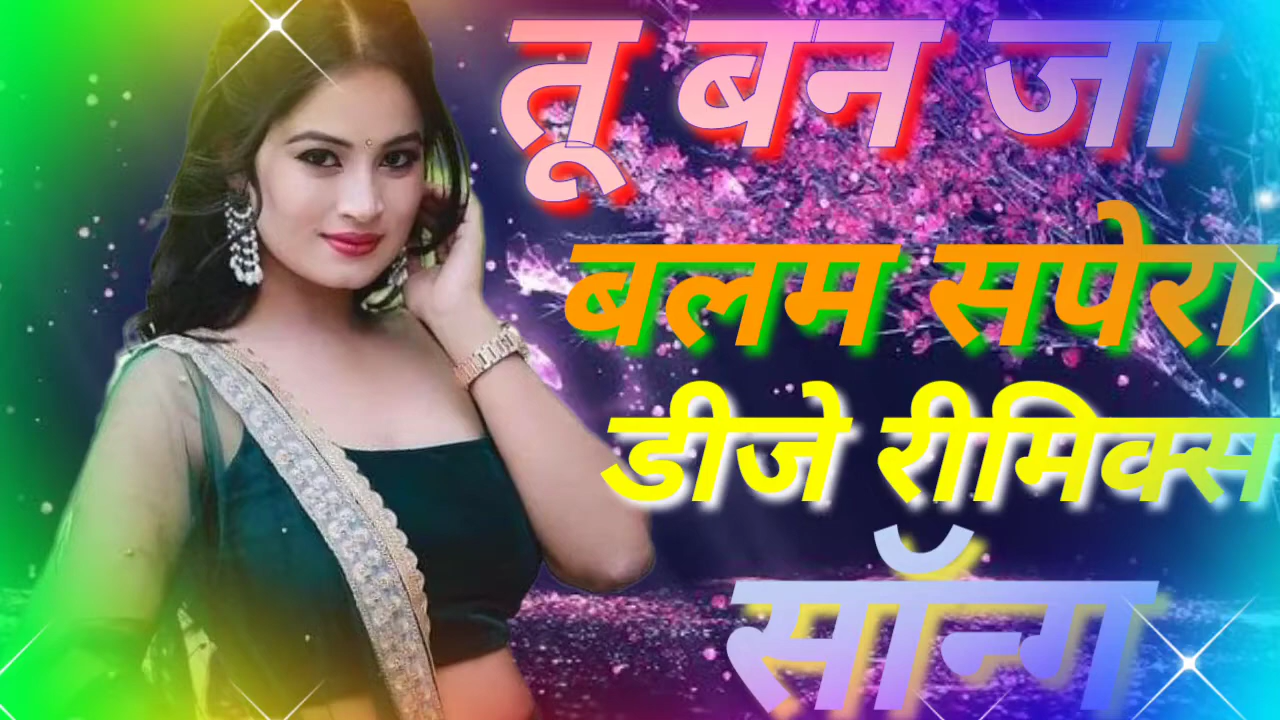 तू बन जा
बलम सपेरा
डीजे रीमिक्स
सॉन्ग